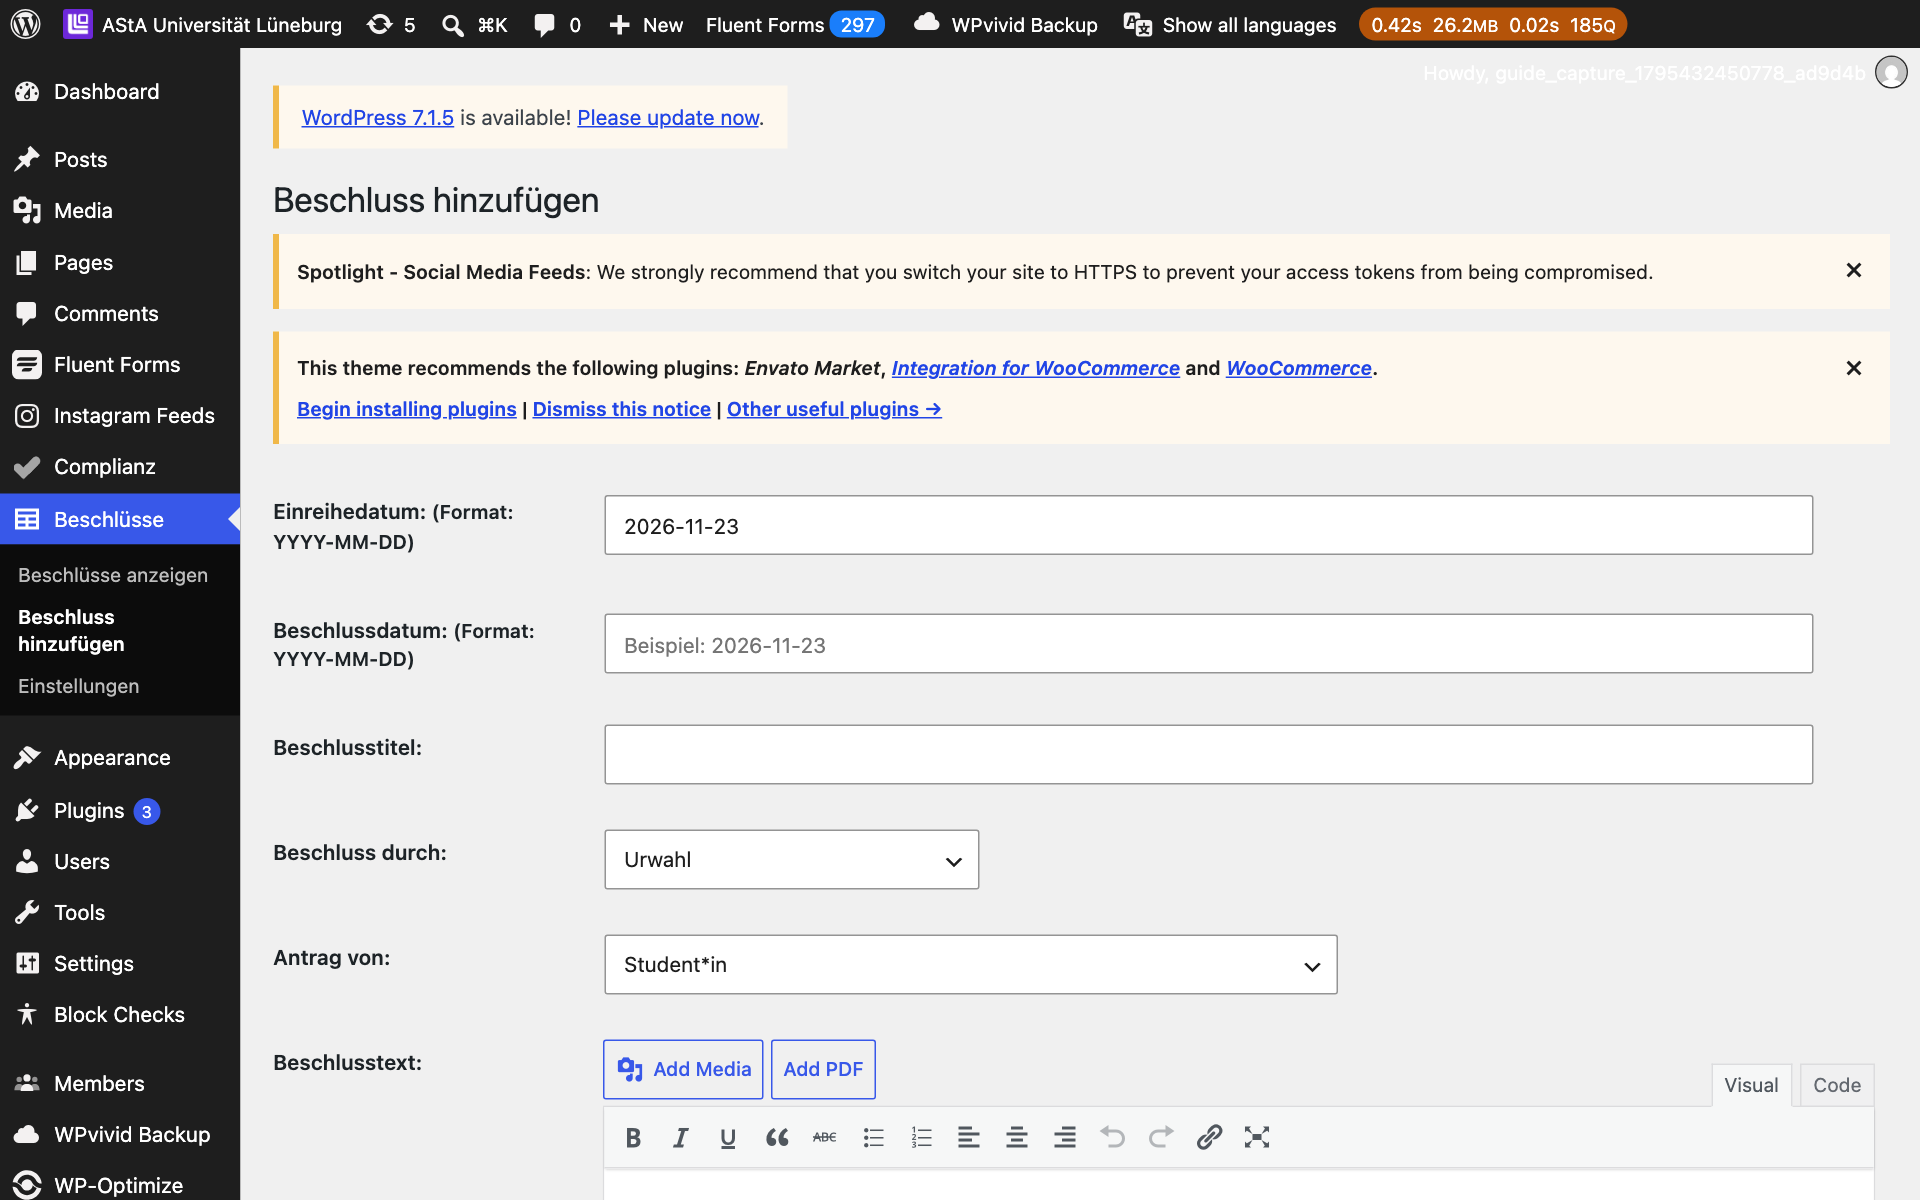 AStA Universität Lüneburg 5 ⌘K 0 New Fluent Forms 297 WPvivid Backup Show all languages 0.42s 26.2MB 0.02s 185Q
Howdy, guide_capture_1795432450778_ad9d4b
Dashboard
Posts
Media
Pages
Comments
Fluent Forms
Instagram Feeds
Complianz
Beschlüsse
Beschlüsse anzeigen
Beschluss
hinzufügen
Einstellungen
Appearance
Plugins 3
Users
Tools
Settings
Block Checks
Members
WPvivid Backup
WP-Optimize
WordPress 7.1.5 is available! Please update now.
Beschluss hinzufügen
Spotlight - Social Media Feeds: We strongly recommend that you switch your site to HTTPS to prevent your access tokens from being compromised.
This theme recommends the following plugins: Envato Market, Integration for WooCommerce and WooCommerce.
Begin installing plugins | Dismiss this notice | Other useful plugins →
Einreihedatum: (Format:
YYYY-MM-DD)
2026-11-23
Beschlussdatum: (Format:
YYYY-MM-DD)
Beispiel: 2026-11-23
Beschlusstitel:
Beschluss durch:
Urwahl
Antrag von:
Student*in
Beschlusstext:
Add Media Add PDF
Visual Code
B I U ABC